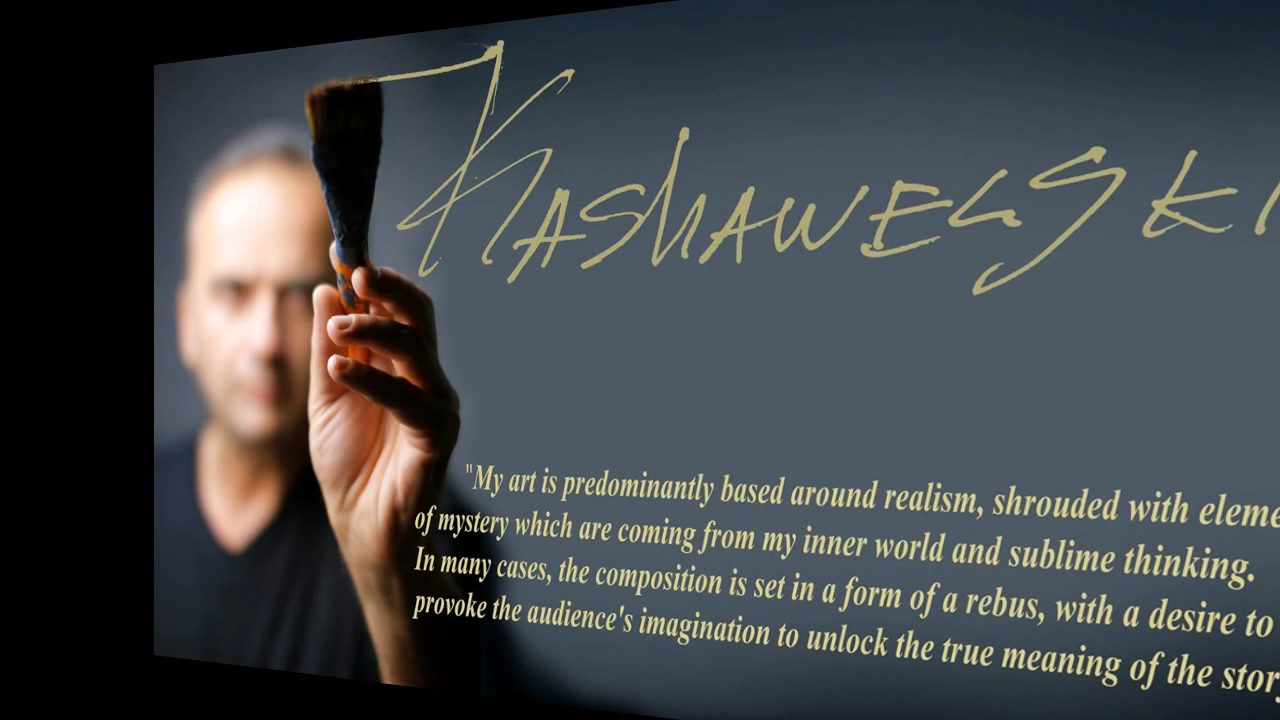 KASHAWELSKI
"My art is predominantly based around realism, shrouded with eleme
of mystery which are coming from my inner world and sublime thinking.
In many cases, the composition is set in a form of a rebus, with a desire to
provoke the audience's imagination to unlock the true meaning of the story